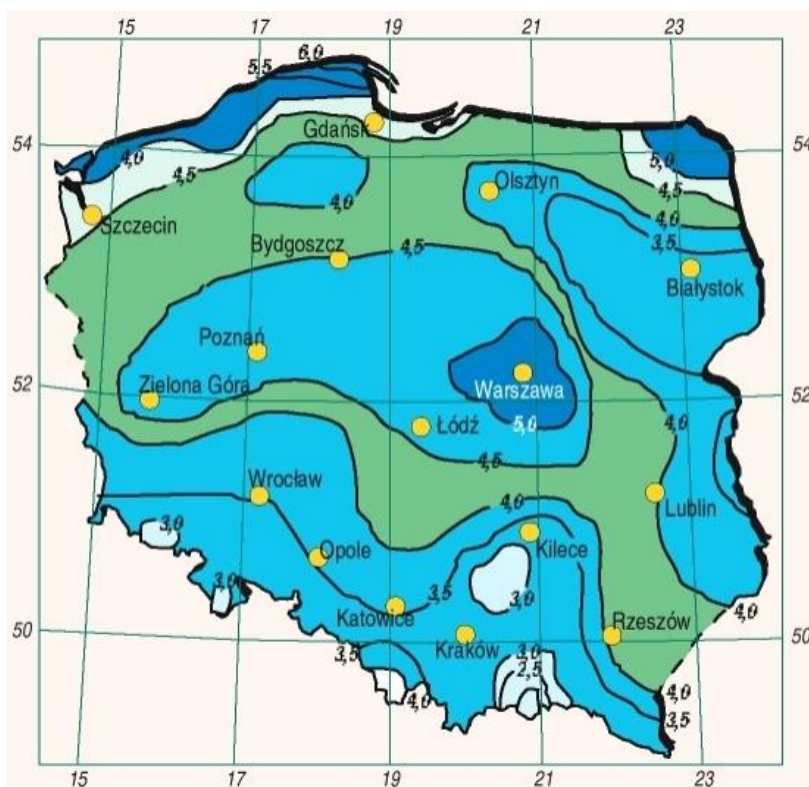 15 17 19 21 23
6,0
5,5
Gdańsk
54 54
4,0
5,0
4,5
4,5
4,0
Olsztyn
Szczecin
4,0
3,5
Bydgoszcz
4,5
Białystok
Poznań
Zielona Góra
Warszawa
52 52
5,0
4,0
Łódź
4,5
Wrocław
4,0
Lublin
3,0
Opole
Kilece
3,0
3,5
3,0
4,0
Katowice
Rzeszów
50 50
Kraków
3,5
3,0
2,5
4,0
4,0
3,5
15 17 19 21 23